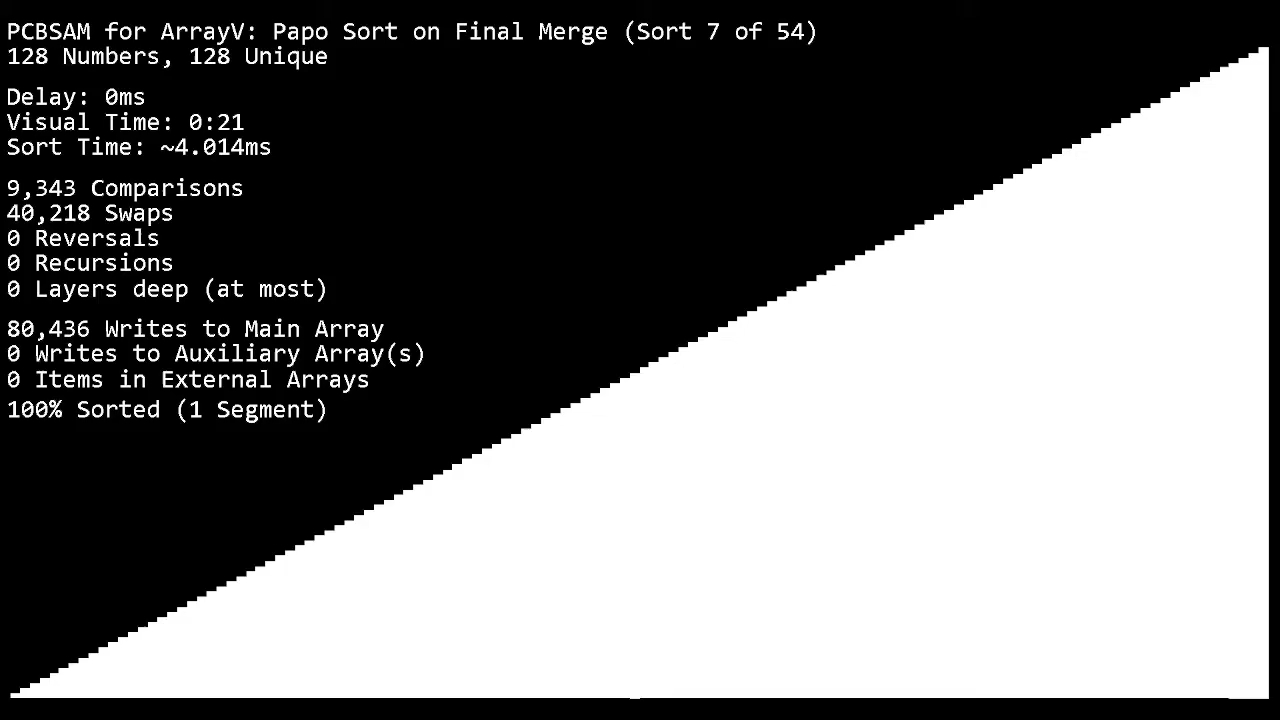 PCBSAM for ArrayV: Papo Sort on Final Merge (Sort 7 of 54)
128 Numbers, 128 Unique
Delay: 0ms
Visual Time: 0:21
Sort Time: ~4.014ms
9,343 Comparisons
40,218 Swaps
0 Reversals
0 Recursions
0 Layers deep (at most)
80,436 Writes to Main Array
0 Writes to Auxiliary Array(s)
0 Items in External Arrays
100% Sorted (1 Segment)